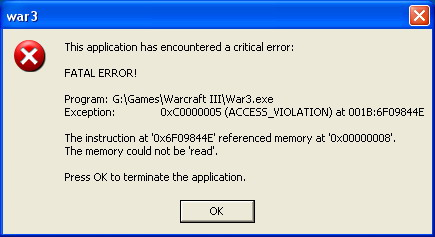 war3
This application has encountered a critical error:
FATAL ERROR!
Program: G:\Games\Warcraft III\War3.exe
Exception: 0xC0000005 (ACCESS_VIOLATION) at 001B:6F09844E
The instruction at '0x6F09844E' referenced memory at '0x00000008'.
The memory could not be 'read'.
Press OK to terminate the application.
OK